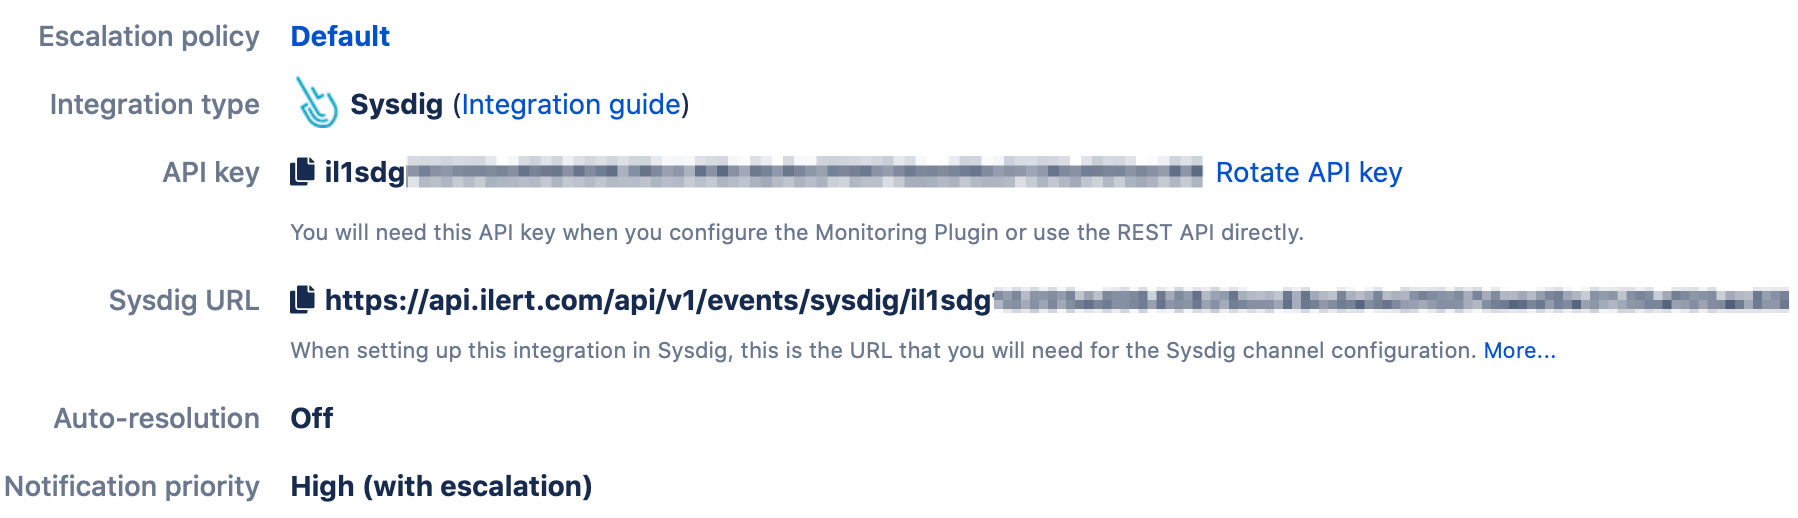 Escalation policy Default
Integration type Sysdig (Integration guide)
API key il1sdg Rotate API key
You will need this API key when you configure the Monitoring Plugin or use the REST API directly.
Sysdig URL https://api.ilert.com/api/v1/events/sysdig/il1sdg
When setting up this integration in Sysdig, this is the URL that you will need for the Sysdig channel configuration. More...
Auto-resolution Off
Notification priority High (with escalation)